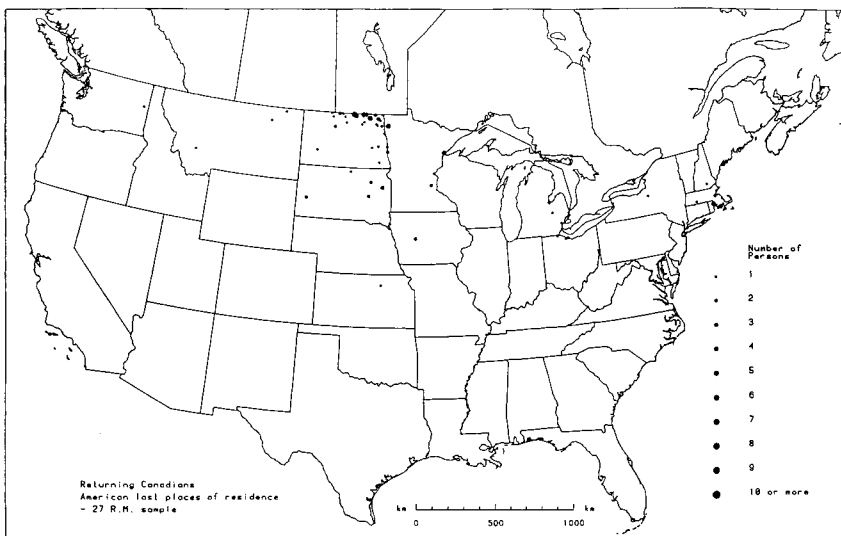 Number of
Persons
1
2
3
4
5
6
7
8
9
10 or more
Returning Canadians
American last places of residence
- 27 R.M. sample
km km
0 500 1000